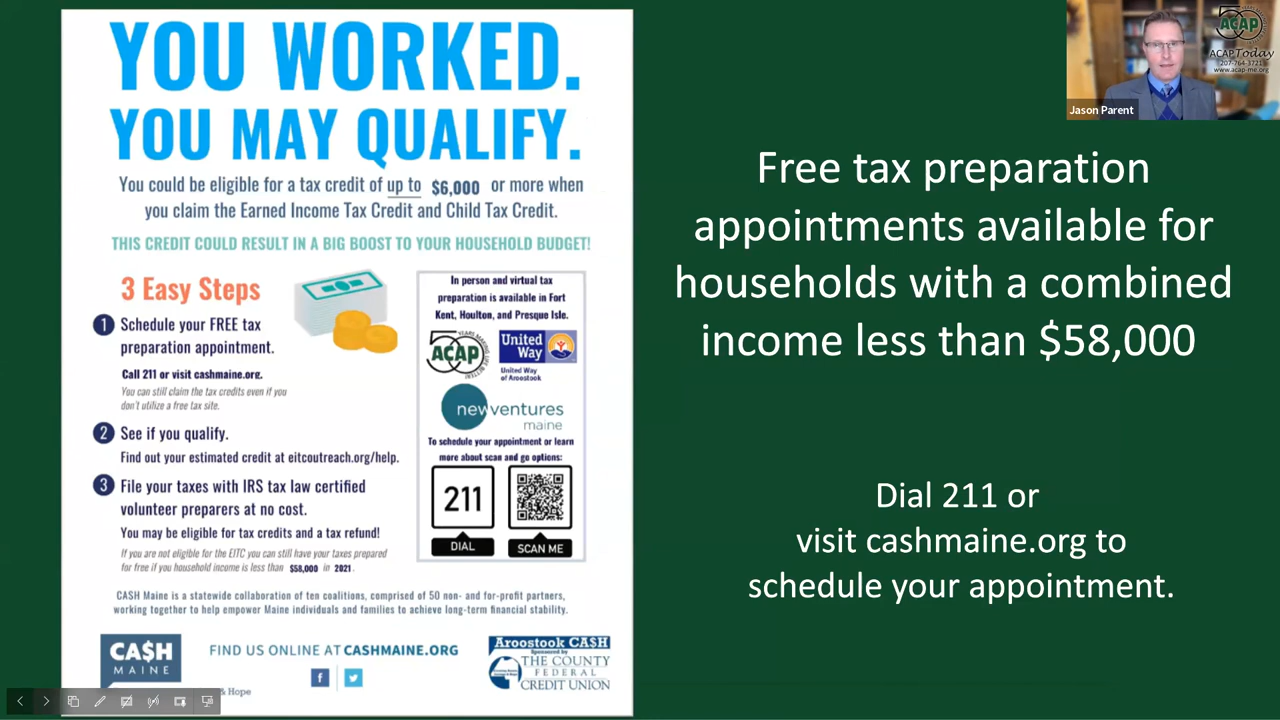 YOU WORKED.
YOU MAY QUALIFY.
You could be eligible for a tax credit of up to $6,000 or more when
you claim the Earned Income Tax Credit and Child Tax Credit.
THIS CREDIT COULD RESULT IN A BIG BOOST TO YOUR HOUSEHOLD BUDGET!
3 Easy Steps
1 Schedule your FREE tax
preparation appointment.
Call 211 or visit cashmaine.org.
You can still claim the tax credits even if you
don't utilize a free tax site.
2 See if you qualify.
Find out your estimated credit at eitcoutreach.org/help.
3 File your taxes with IRS tax law certified
volunteer preparers at no cost.
You may be eligible for tax credits and a tax refund!
If you are not eligible for the EITC you can still have your taxes prepared
for free if you household income is less than $58,000 in 2021.
In person and virtual tax
preparation is available in Fort
Kent, Houlton, and Presque Isle.
50 ACAP
United
Way
United Way
of Aroostook
newventures
maine
To schedule your appointment or learn
more about scan and go options:
211
DIAL
SCAN ME
CASH Maine is a statewide collaboration of ten coalitions, comprised of 50 non- and for-profit partners,
working together to help empower Maine individuals and families to achieve long-term financial stability.
CA$H
MAINE
FIND US ONLINE AT CASHMAINE.ORG
Aroostook CA$H
Sponsored by
THE COUNTY
FEDERAL
CREDIT UNION
& Hope
Free tax preparation
appointments available for
households with a combined
income less than $58,000
Dial 211 or
visit cashmaine.org to
schedule your appointment.
ACAP
ACAPToday
207-764-3721
www.acap-me.org
Jason Parent